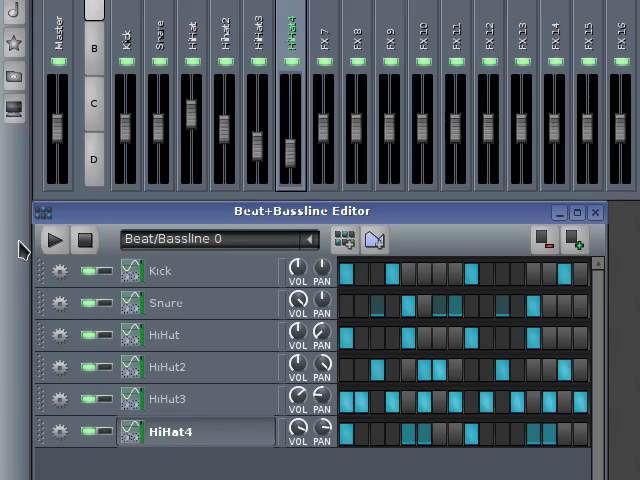 Master
B
C
D
Kick
Snare
HiHat
HiHat2
HiHat3
HiHat4
FX 7
FX 8
FX 9
FX 10
FX 11
FX 12
FX 13
FX 14
FX 15
FX 16
Beat+Bassline Editor
Beat/Bassline 0
Kick VOL PAN
Snare VOL PAN
HiHat VOL PAN
HiHat2 VOL PAN
HiHat3 VOL PAN
HiHat4 VOL PAN